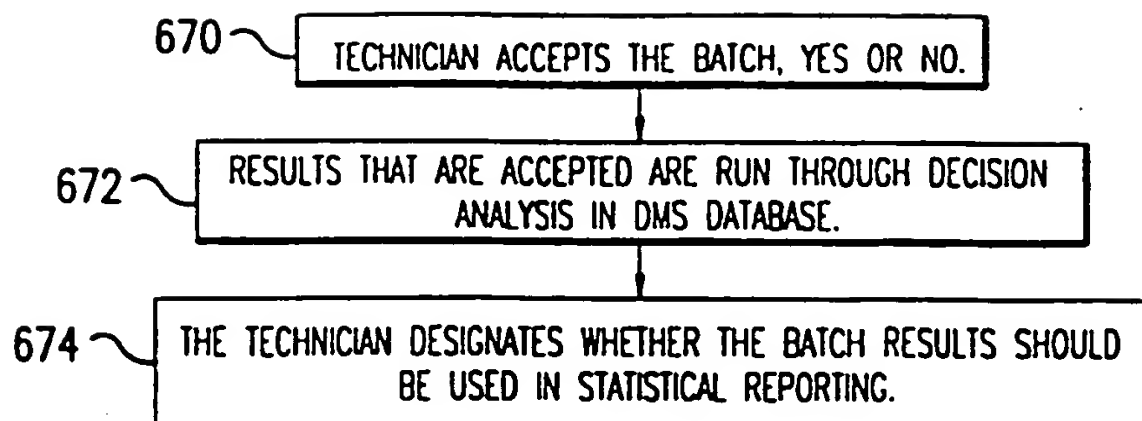 670
TECHNICIAN ACCEPTS THE BATCH, YES OR NO.
672
RESULTS THAT ARE ACCEPTED ARE RUN THROUGH DECISION
ANALYSIS IN DMS DATABASE.
674
THE TECHNICIAN DESIGNATES WHETHER THE BATCH RESULTS SHOULD
BE USED IN STATISTICAL REPORTING.